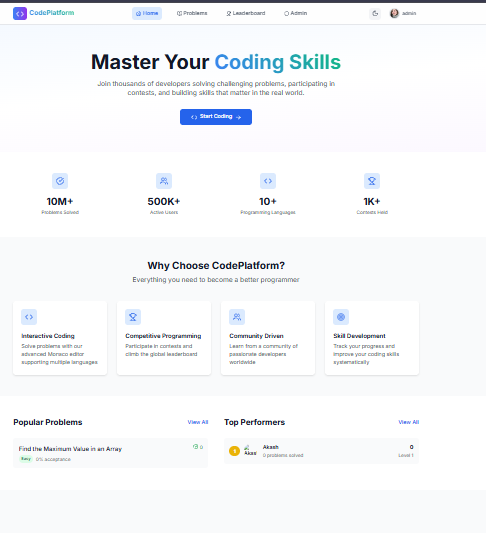 CodePlatform
Home
Problems
Leaderboard
Admin
admin
Master Your Coding Skills
Join thousands of developers solving challenging problems, participating in
contests, and building skills that matter in the real world.
Start Coding
10M+
Problems Solved
500K+
Active Users
10+
Programming Languages
1K+
Contests Held
Why Choose CodePlatform?
Everything you need to become a better programmer
Interactive Coding
Solve problems with our
advanced Monaco editor
supporting multiple languages
Competitive Programming
Participate in contests and
climb the global leaderboard
Community Driven
Learn from a community of
passionate developers
worldwide
Skill Development
Track your progress and
improve your coding skills
systematically
Popular Problems
View All
Find the Maximum Value in an Array
0
Easy
0% acceptance
Top Performers
View All
Akash
Akash
0 problems solved
0
Level 1